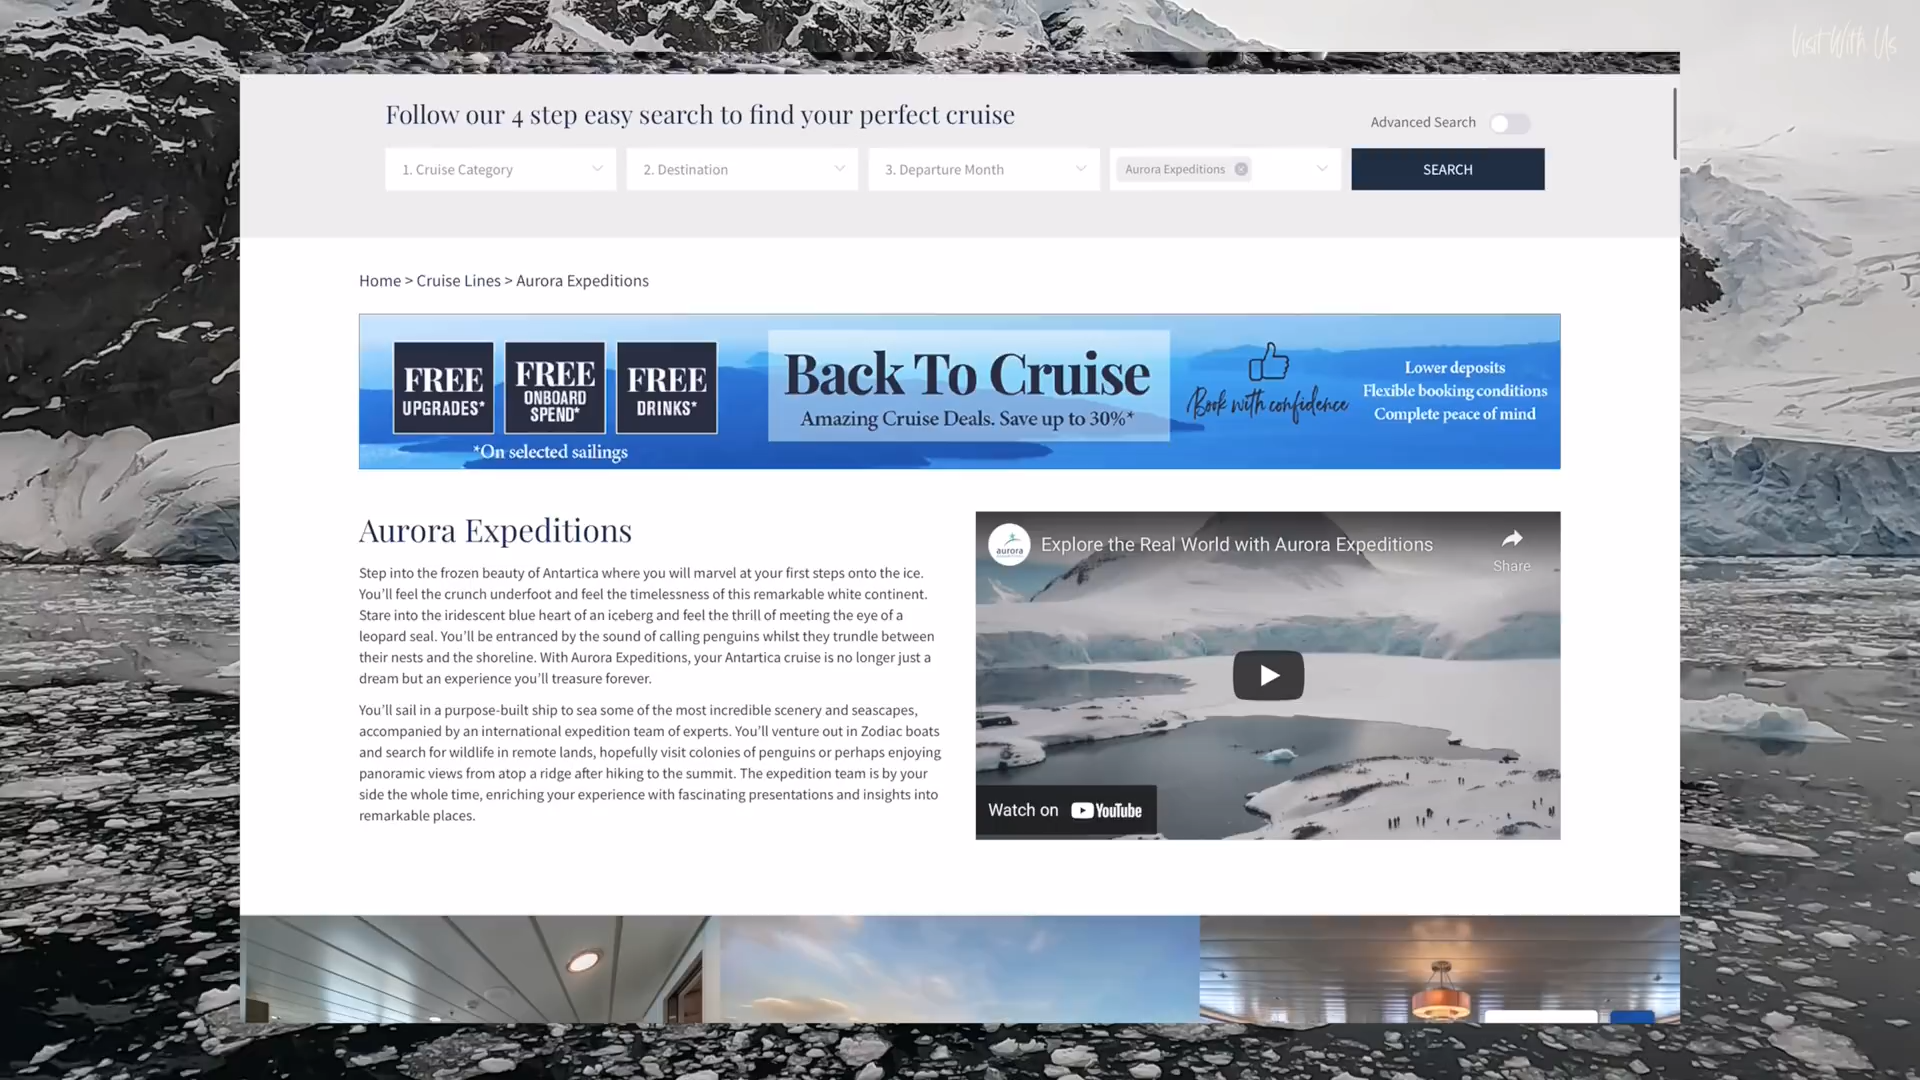 Visit With Us
Follow our 4 step easy search to find your perfect cruise
Advanced Search
1. Cruise Category
2. Destination
3. Departure Month
Aurora Expeditions
SEARCH
Home > Cruise Lines > Aurora Expeditions
FREE
UPGRADES*
FREE
ONBOARD
SPEND*
FREE
DRINKS*
*On selected sailings
Back To Cruise
Amazing Cruise Deals. Save up to 30%*
Book with confidence
Lower deposits
Flexible booking conditions
Complete peace of mind
Aurora Expeditions
Step into the frozen beauty of Antartica where you will marvel at your first steps onto the ice.
You’ll feel the crunch underfoot and feel the timelessness of this remarkable white continent.
Stare into the iridescent blue heart of an iceberg and feel the thrill of meeting the eye of a
leopard seal. You’ll be entranced by the sound of calling penguins whilst they trundle between
their nests and the shoreline. With Aurora Expeditions, your Antartica cruise is no longer just a
dream but an experience you’ll treasure forever.
You’ll sail in a purpose-built ship to sea some of the most incredible scenery and seascapes,
accompanied by an international expedition team of experts. You’ll venture out in Zodiac boats
and search for wildlife in remote lands, hopefully visit colonies of penguins or perhaps enjoying
panoramic views from atop a ridge after hiking to the summit. The expedition team is by your
side the whole time, enriching your experience with fascinating presentations and insights into
remarkable places.
aurora
Explore the Real World with Aurora Expeditions
Share
Watch on YouTube